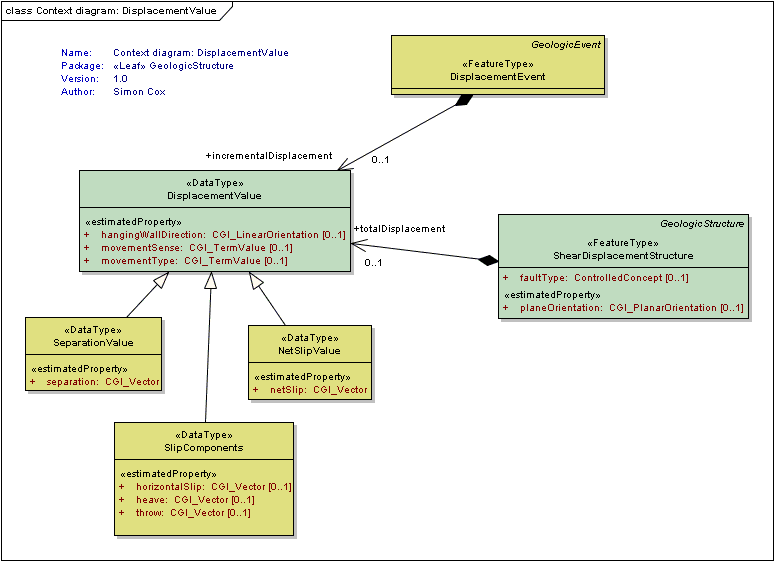 class Context diagram: DisplacementValue
Name: Context diagram: DisplacementValue
Package: «Leaf» GeologicStructure
Version: 1.0
Author: Simon Cox
GeologicEvent
«FeatureType»
DisplacementEvent
+incrementalDisplacement
0..1
«DataType»
DisplacementValue
«estimatedProperty»
+ hangingWallDirection: CGI_LinearOrientation [0..1]
+ movementSense: CGI_TermValue [0..1]
+ movementType: CGI_TermValue [0..1]
+totalDisplacement
0..1
GeologicStructure
«FeatureType»
ShearDisplacementStructure
+ faultType: ControlledConcept [0..1]
«estimatedProperty»
+ planeOrientation: CGI_PlanarOrientation [0..1]
«DataType»
SeparationValue
«estimatedProperty»
+ separation: CGI_Vector
«DataType»
NetSlipValue
«estimatedProperty»
+ netSlip: CGI_Vector
«DataType»
SlipComponents
«estimatedProperty»
+ horizontalSlip: CGI_Vector [0..1]
+ heave: CGI_Vector [0..1]
+ throw: CGI_Vector [0..1]